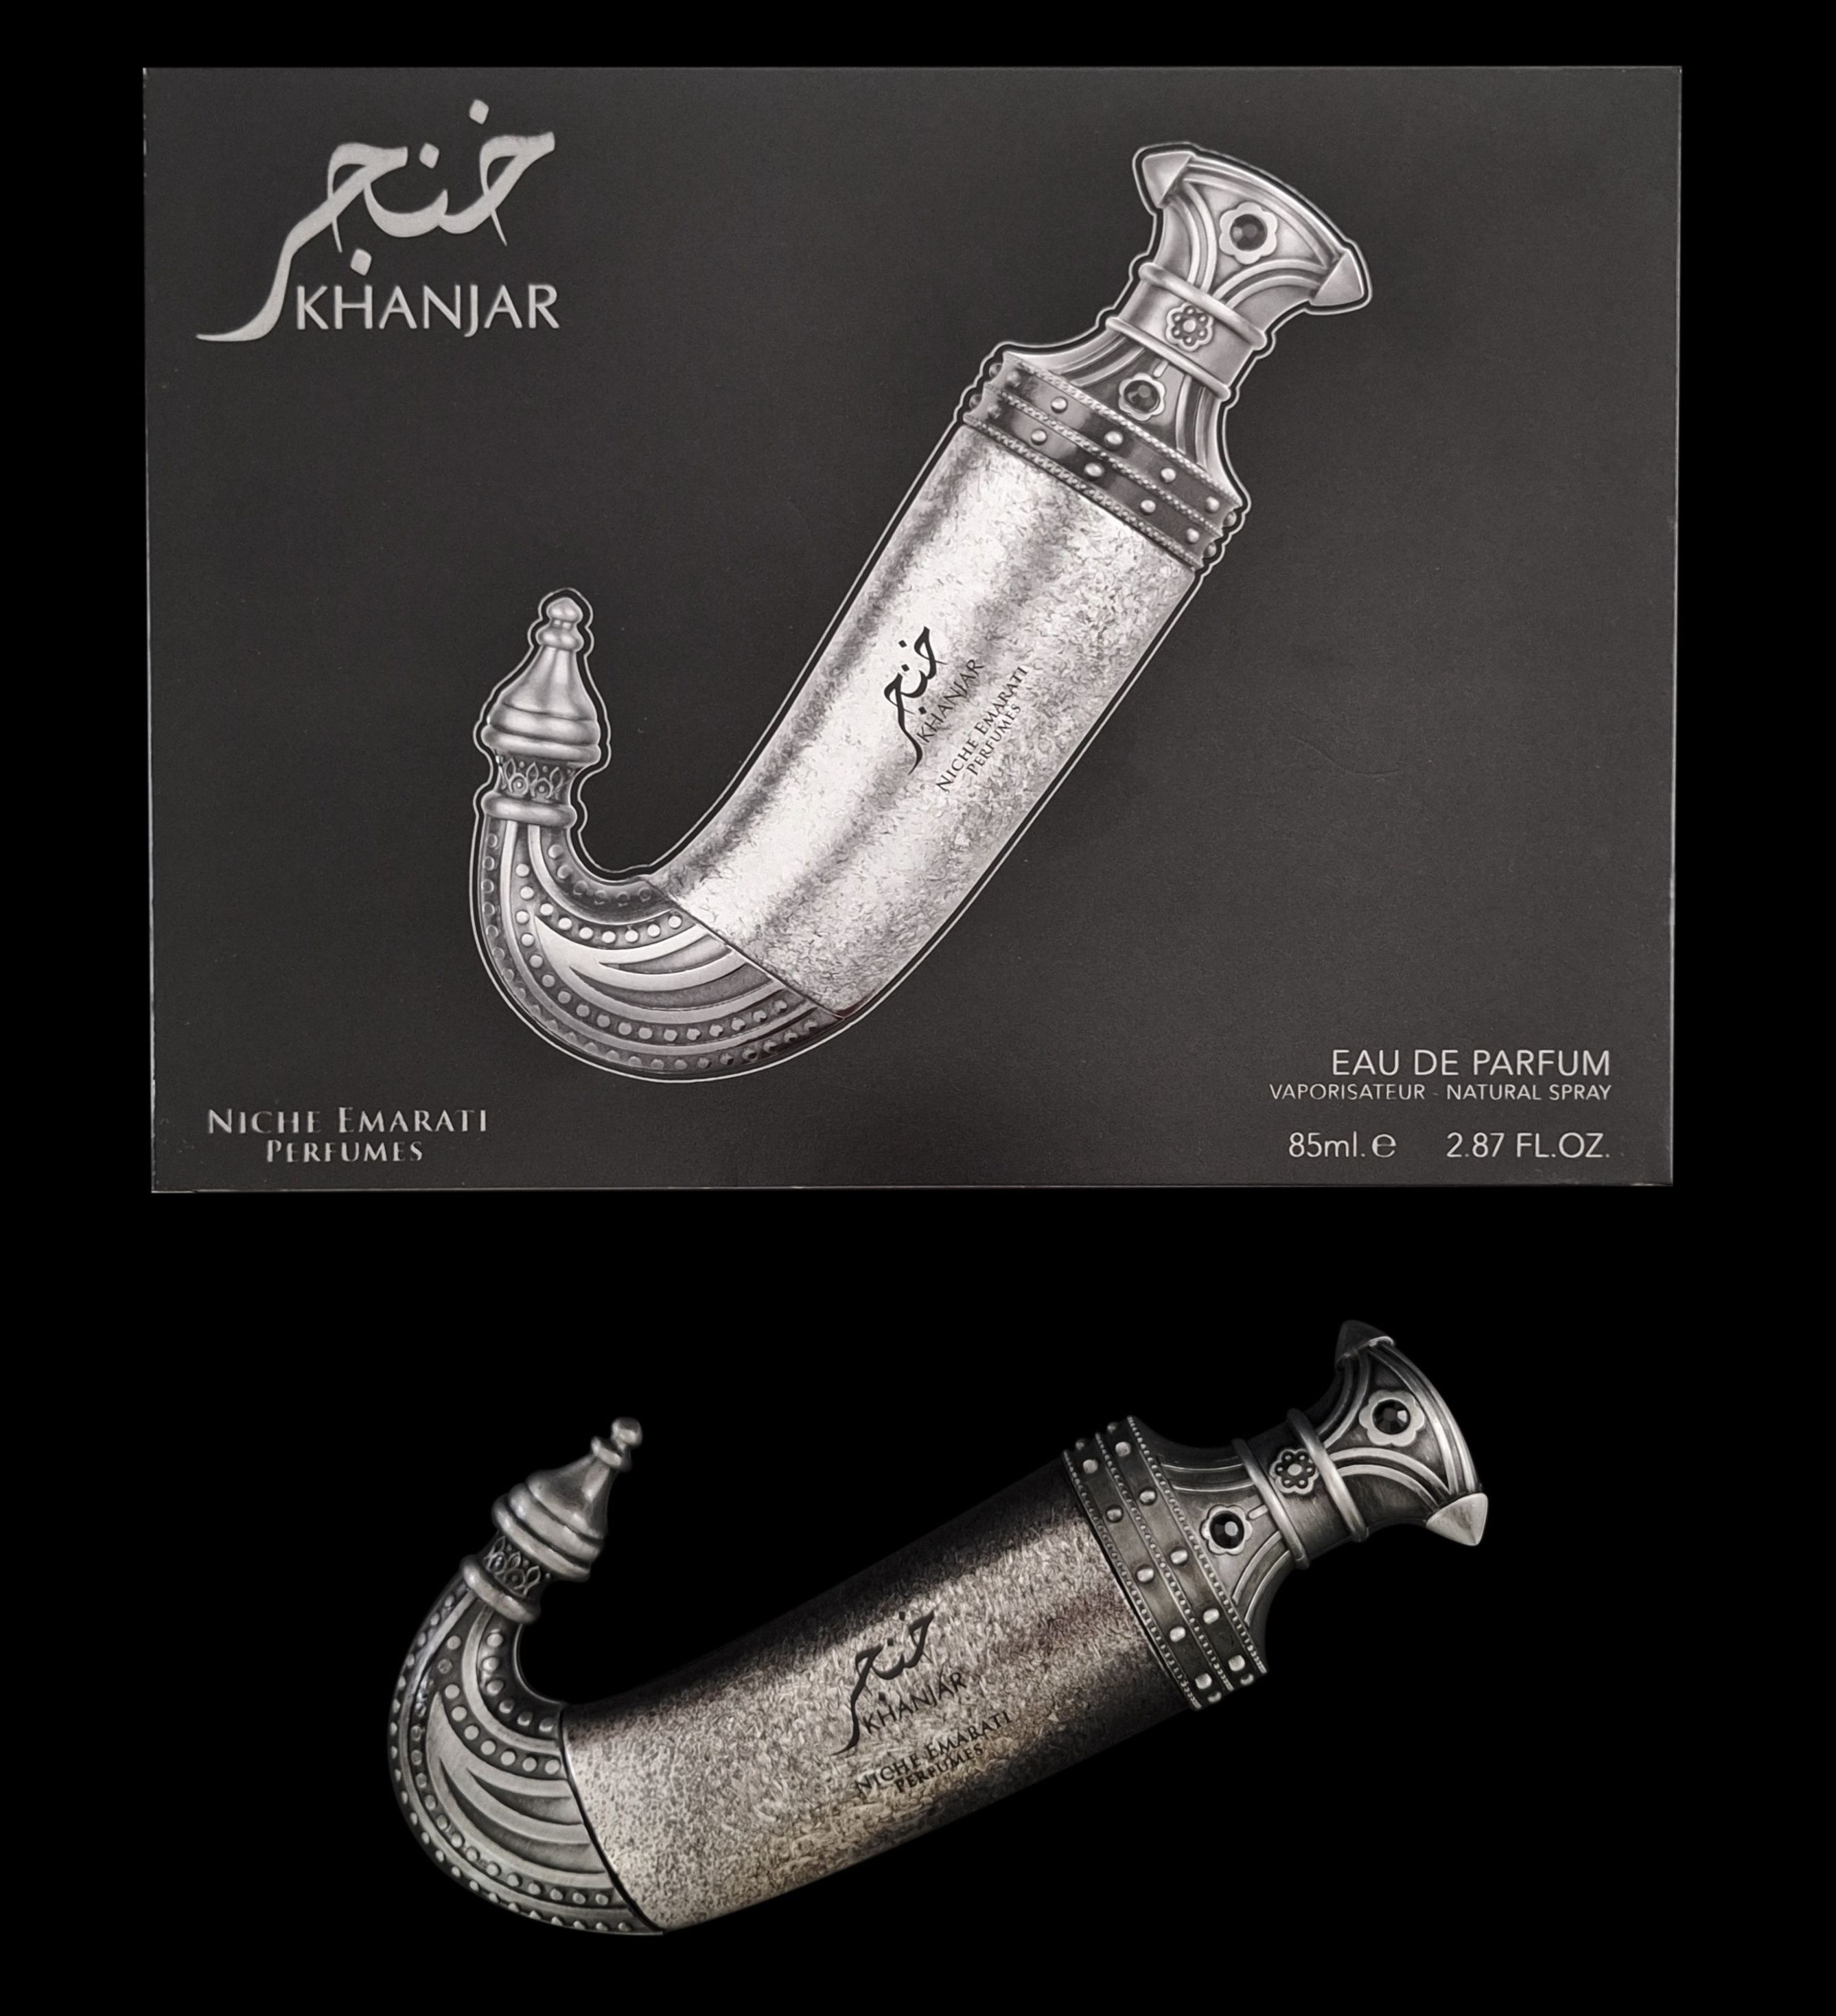 خنجر
KHANJAR
خنجر
KHANJAR
NICHE EMARATI
PERFUMES
NICHE EMARATI
PERFUMES
EAU DE PARFUM
VAPORISATEUR - NATURAL SPRAY
85ml. e 2.87 FL.OZ.
خنجر
KHANJAR
NICHE EMARATI
PERFUMES